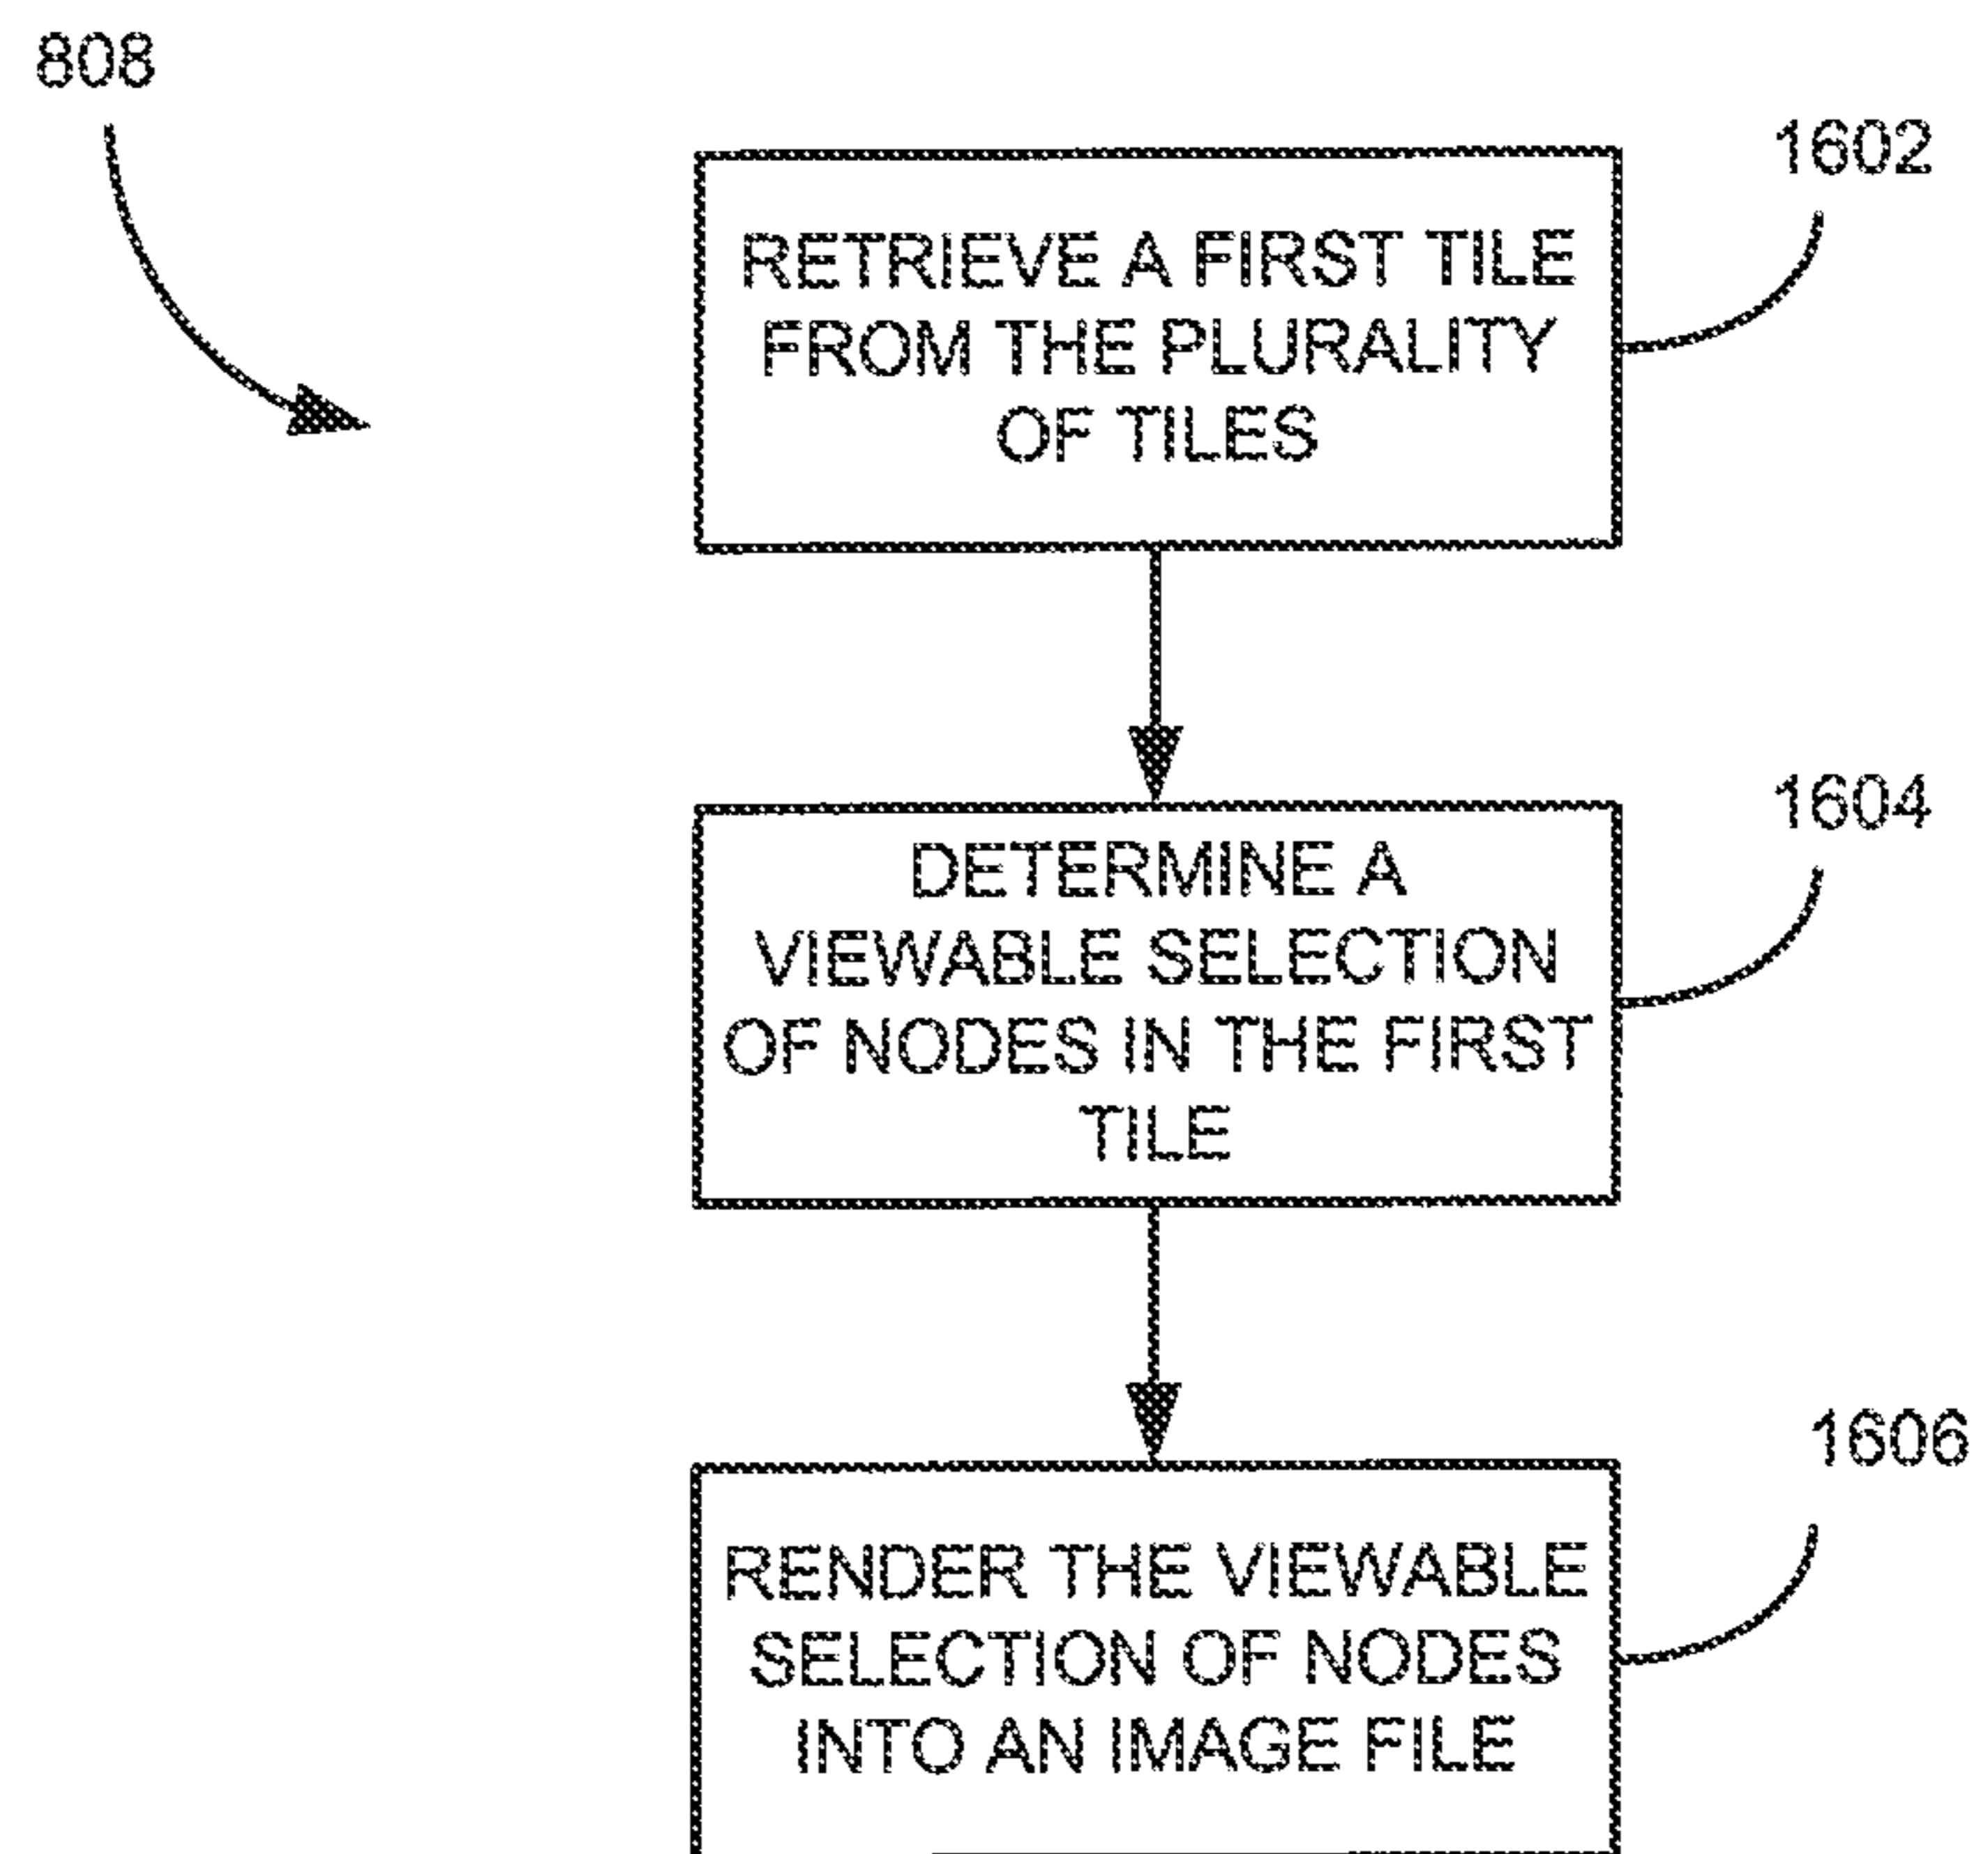 808
1602
RETRIEVE A FIRST TILE
FROM THE PLURALITY
OF TILES
1604
DETERMINE A
VIEWABLE SELECTION
OF NODES IN THE FIRST
TILE
1606
RENDER THE VIEWABLE
SELECTION OF NODES
INTO AN IMAGE FILE